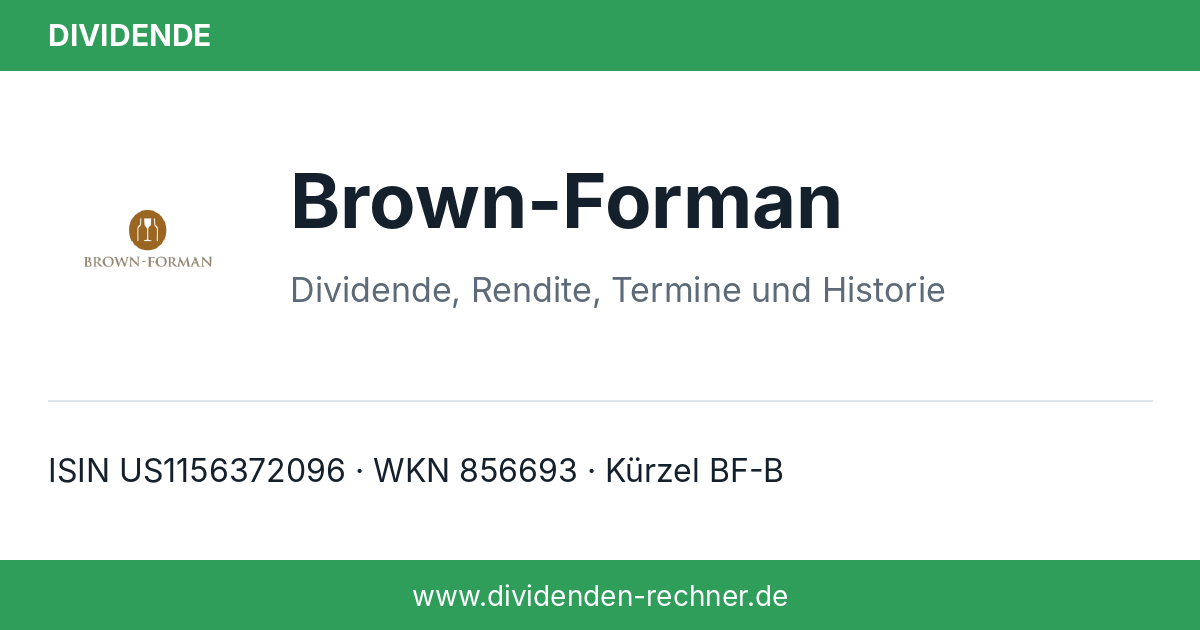 DIVIDENDE
Brown-Forman
BROWN-FORMAN
Dividende, Rendite, Termine und Historie
ISIN US1156372096 · WKN 856693 · Kürzel BF-B
www.dividenden-rechner.de